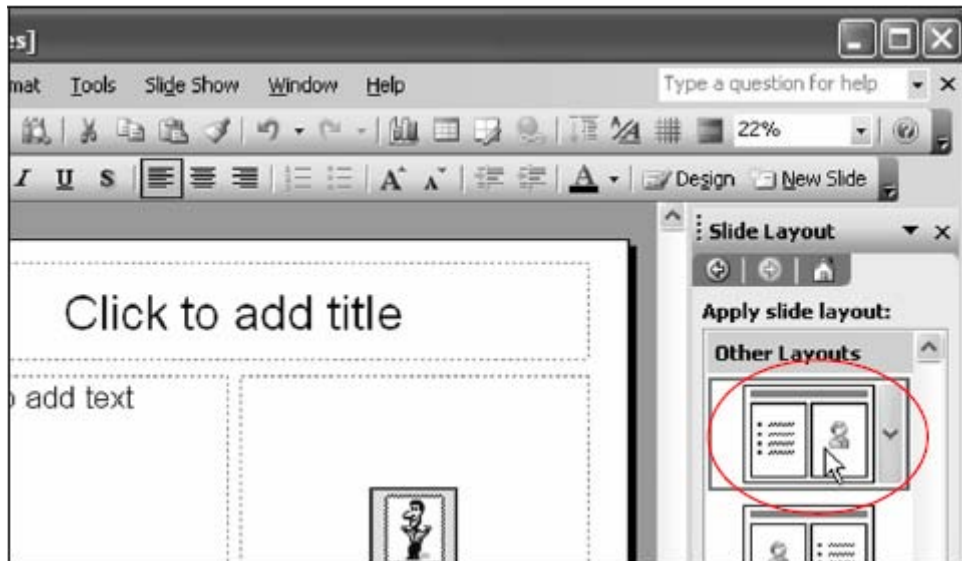 es]
mat Tools Slide Show Window Help Type a question for help
22%
I U S A A A Design New Slide
Slide Layout
Apply slide layout:
Other Layouts
Click to add title
o add text